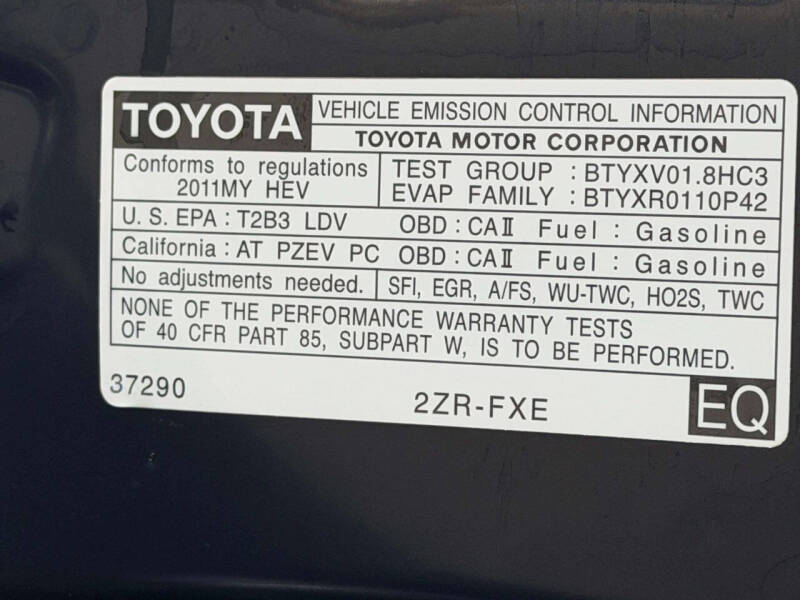 TOYOTA
VEHICLE EMISSION CONTROL INFORMATION
TOYOTA MOTOR CORPORATION
Conforms to regulations
2011MY HEV
TEST GROUP : BTYXV01.8HC3
EVAP FAMILY : BTYXR0110P42
U. S. EPA : T2B3 LDV OBD : CAⅡ Fuel : Gasoline
California : AT PZEV PC OBD : CAⅡ Fuel : Gasoline
No adjustments needed. SFI, EGR, A/FS, WU-TWC, HO2S, TWC
NONE OF THE PERFORMANCE WARRANTY TESTS
OF 40 CFR PART 85, SUBPART W, IS TO BE PERFORMED.
37290 2ZR-FXE EQ